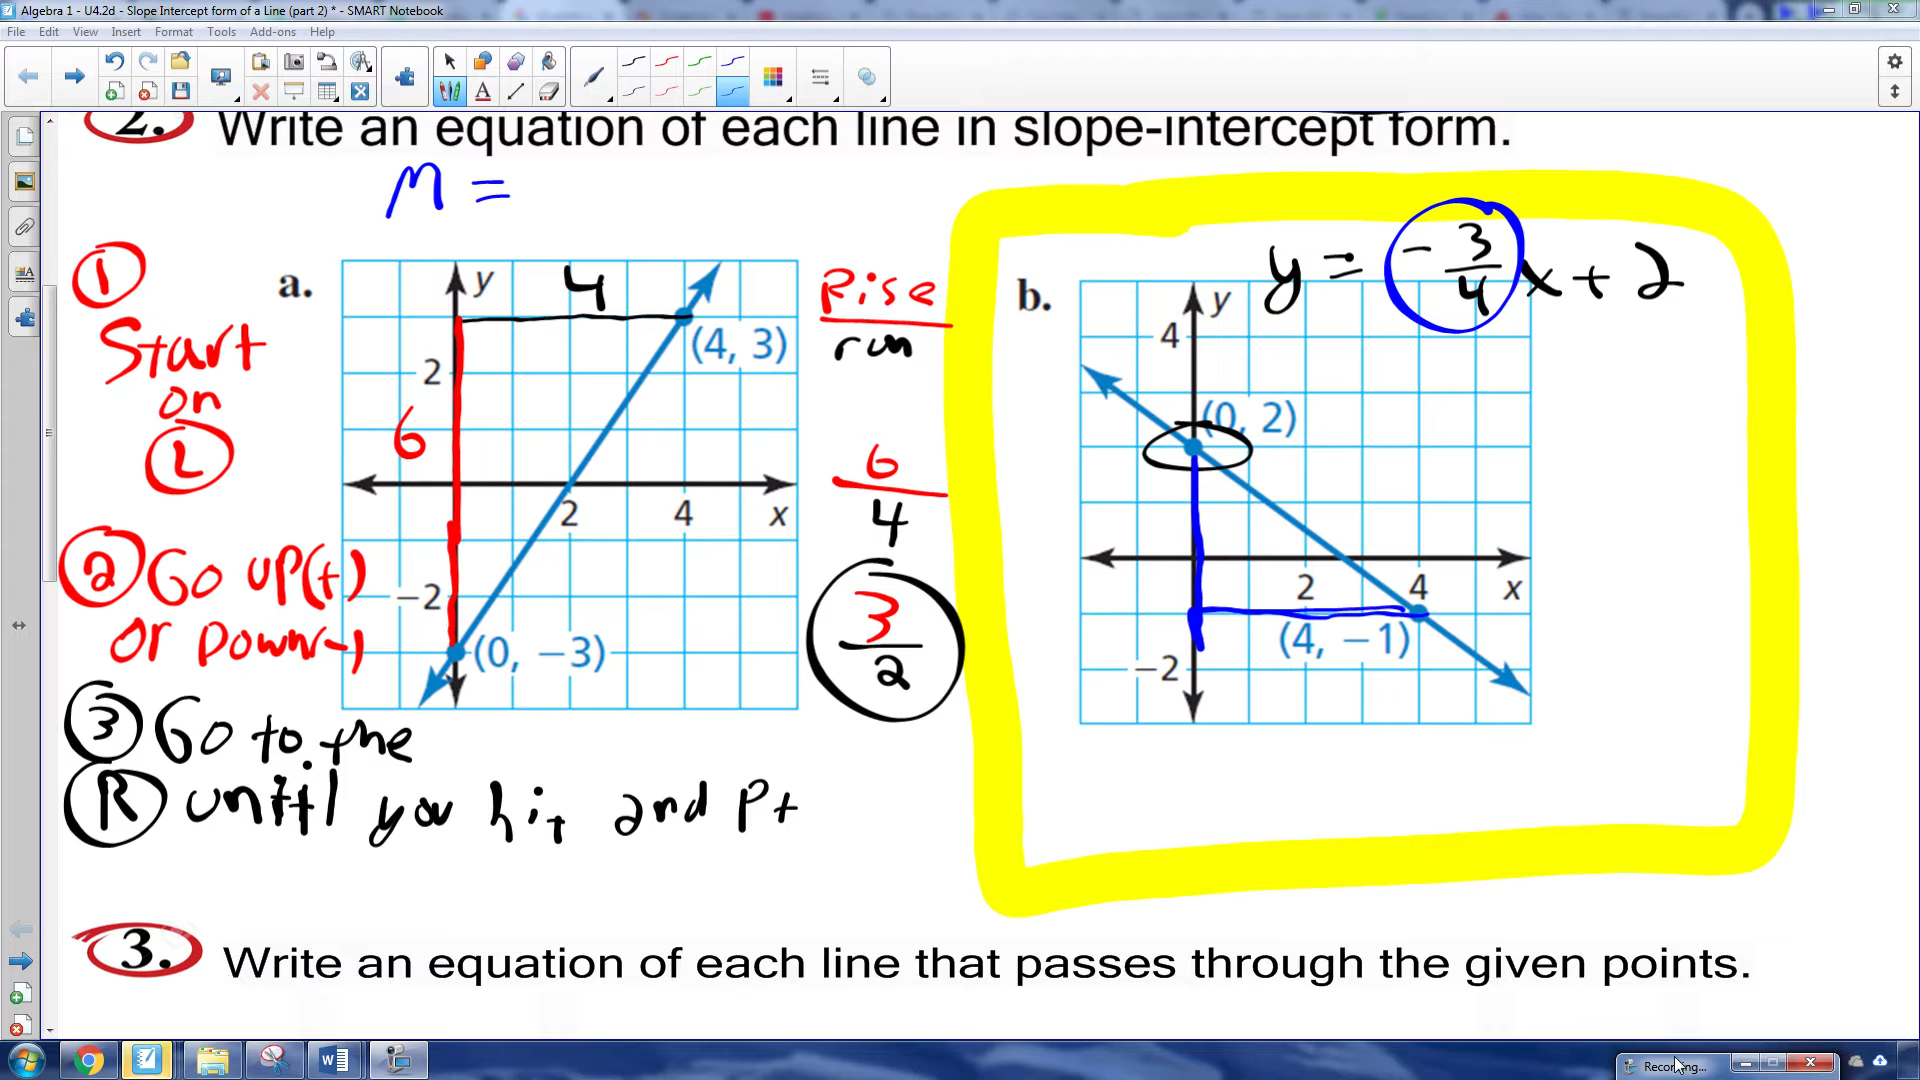 Algebra 1 - U4.2d - Slope Intercept form of a Line (part 2) * - SMART Notebook
File Edit View Insert Format Tools Add-ons Help
2. Write an equation of each line in slope-intercept form.
M =
1
Start
on
L
2 Go up(+)
or Down(-)
3 Go to the
R until you hit 2nd Pt
a.
y
4
(4, 3)
2
6
2 4 x
-2
(0, -3)
Rise
run
6
4
3
2
b.
y = - 3/4 x + 2
y
4
(0, 2)
2 4 x
(4, -1)
-2
3. Write an equation of each line that passes through the given points.
Recording...